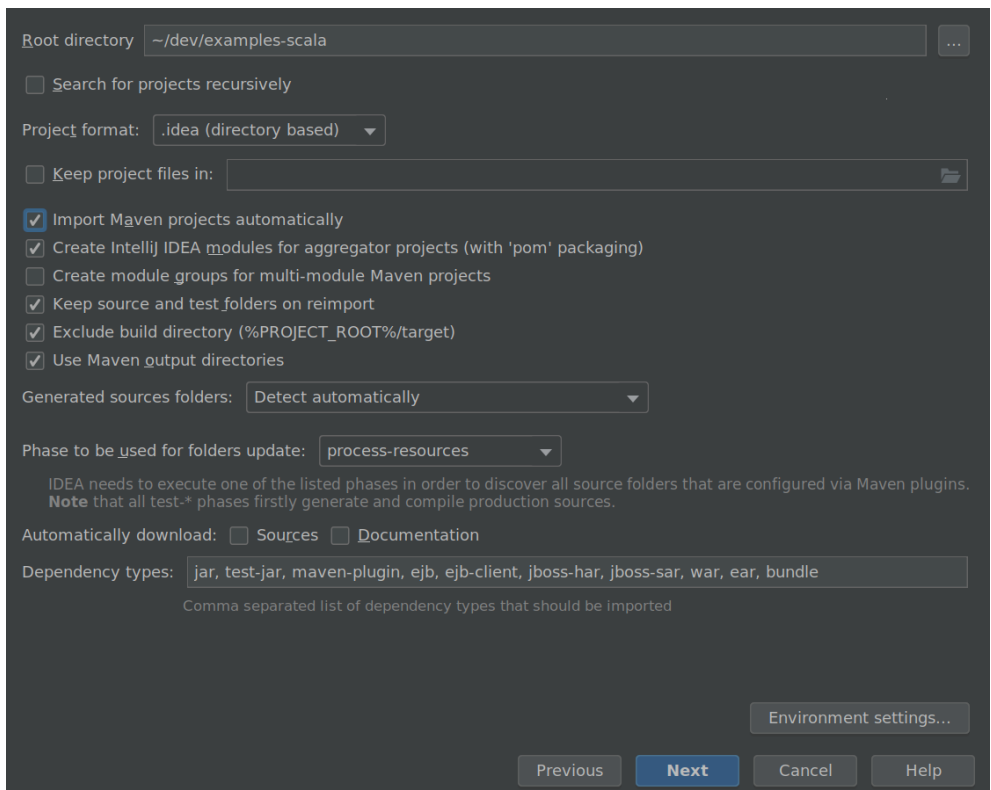 Root directory ~/dev/examples-scala ...
Search for projects recursively
Project format: .idea (directory based)
Keep project files in:
Import Maven projects automatically
Create IntelliJ IDEA modules for aggregator projects (with 'pom' packaging)
Create module groups for multi-module Maven projects
Keep source and test folders on reimport
Exclude build directory (%PROJECT_ROOT%/target)
Use Maven output directories
Generated sources folders: Detect automatically
Phase to be used for folders update: process-resources
IDEA needs to execute one of the listed phases in order to discover all source folders that are configured via Maven plugins.
Note that all test-* phases firstly generate and compile production sources.
Automatically download: Sources Documentation
Dependency types: jar, test-jar, maven-plugin, ejb, ejb-client, jboss-har, jboss-sar, war, ear, bundle
Comma separated list of dependency types that should be imported
Environment settings...
Previous Next Cancel Help